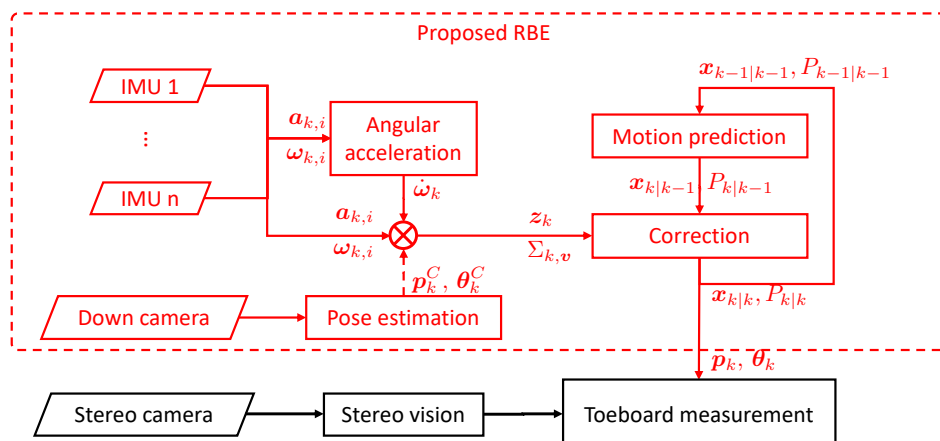 Proposed RBE
IMU 1
⋮
IMU n
𝒂_{k,i}
𝝎_{k,i}
Angular
acceleration
𝝎̇_k
𝒂_{k,i}
𝝎_{k,i}
𝒑_k^C, 𝜽_k^C
Down camera
Pose estimation
𝒛_k
Σ_{k,𝒗}
𝒙_{k−1|k−1}, P_{k−1|k−1}
Motion prediction
𝒙_{k|k−1}, P_{k|k−1}
Correction
𝒙_{k|k}, P_{k|k}
𝒑_k, 𝜽_k
Stereo camera
Stereo vision
Toeboard measurement